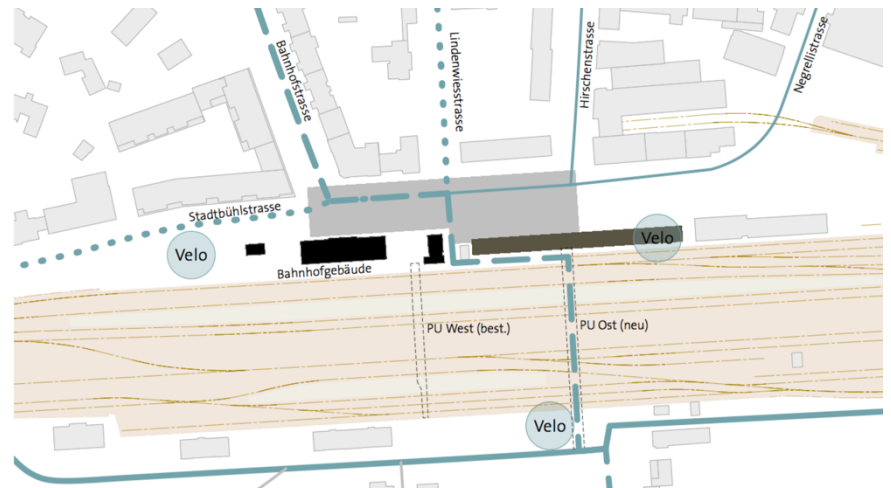 Bahnhofstrasse
Lindenwiesstrasse
Hirschenstrasse
Negrellistrasse
Stadtbühlstrasse
Velo
Velo
Bahnhofgebäude
PU West (best.)
PU Ost (neu)
Velo